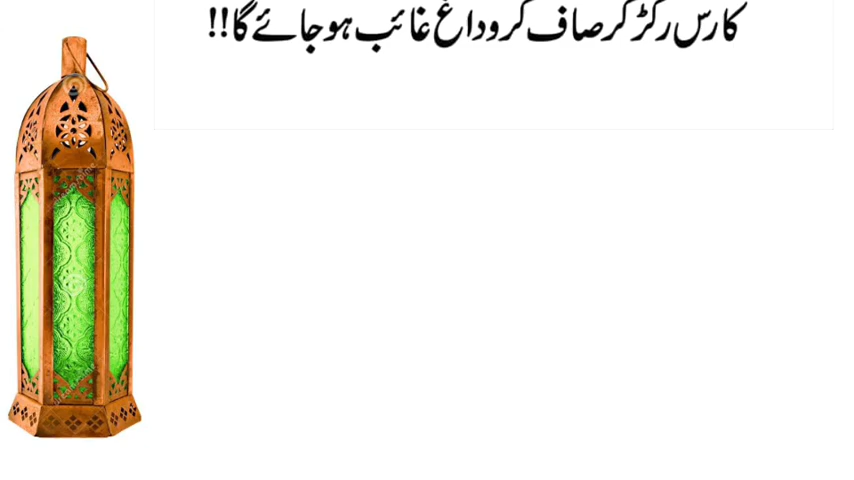 کا رس رگڑ کر صاف کرو داغ غائب ہو جائے گا!!